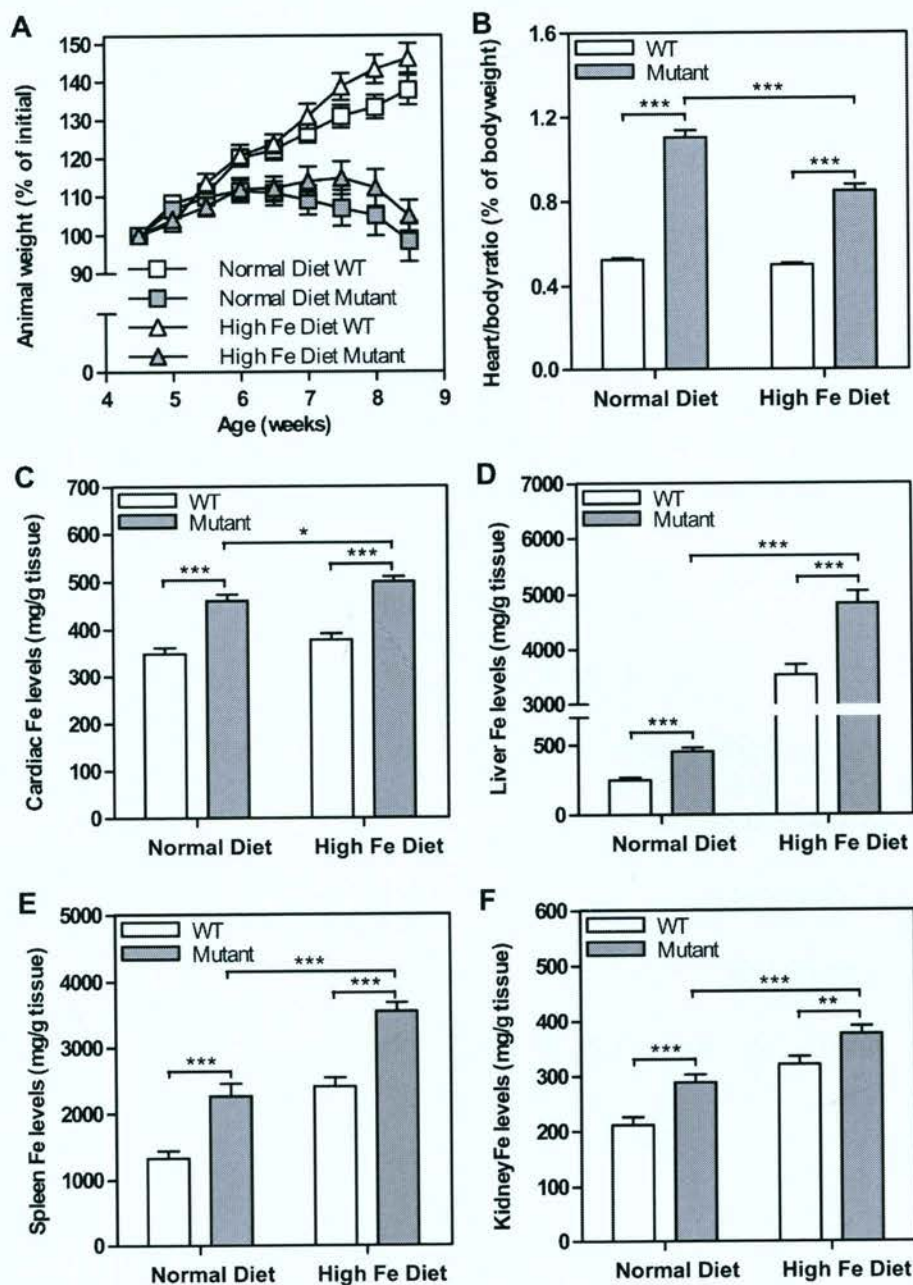 A
Animal weight (% of initial)
150
140
130
120
110
100
90
0
Normal Diet WT
Normal Diet Mutant
High Fe Diet WT
High Fe Diet Mutant
4 5 6 7 8 9
Age (weeks)
B
Heart/body ratio (% of bodyweight)
1.6
1.2
0.8
0.4
0.0
WT
Mutant
***
***
***
Normal Diet High Fe Diet
C
Cardiac Fe levels (mg/g tissue)
700
600
500
400
300
200
100
0
WT
Mutant
*
***
***
Normal Diet High Fe Diet
D
Liver Fe levels (mg/g tissue)
7000
6000
5000
4000
3000
500
0
WT
Mutant
***
***
***
Normal Diet High Fe Diet
E
Spleen Fe levels (mg/g tissue)
5000
4000
3000
2000
1000
0
WT
Mutant
***
***
***
Normal Diet High Fe Diet
F
Kidney Fe levels (mg/g tissue)
600
500
400
300
200
100
0
WT
Mutant
***
**
***
Normal Diet High Fe Diet